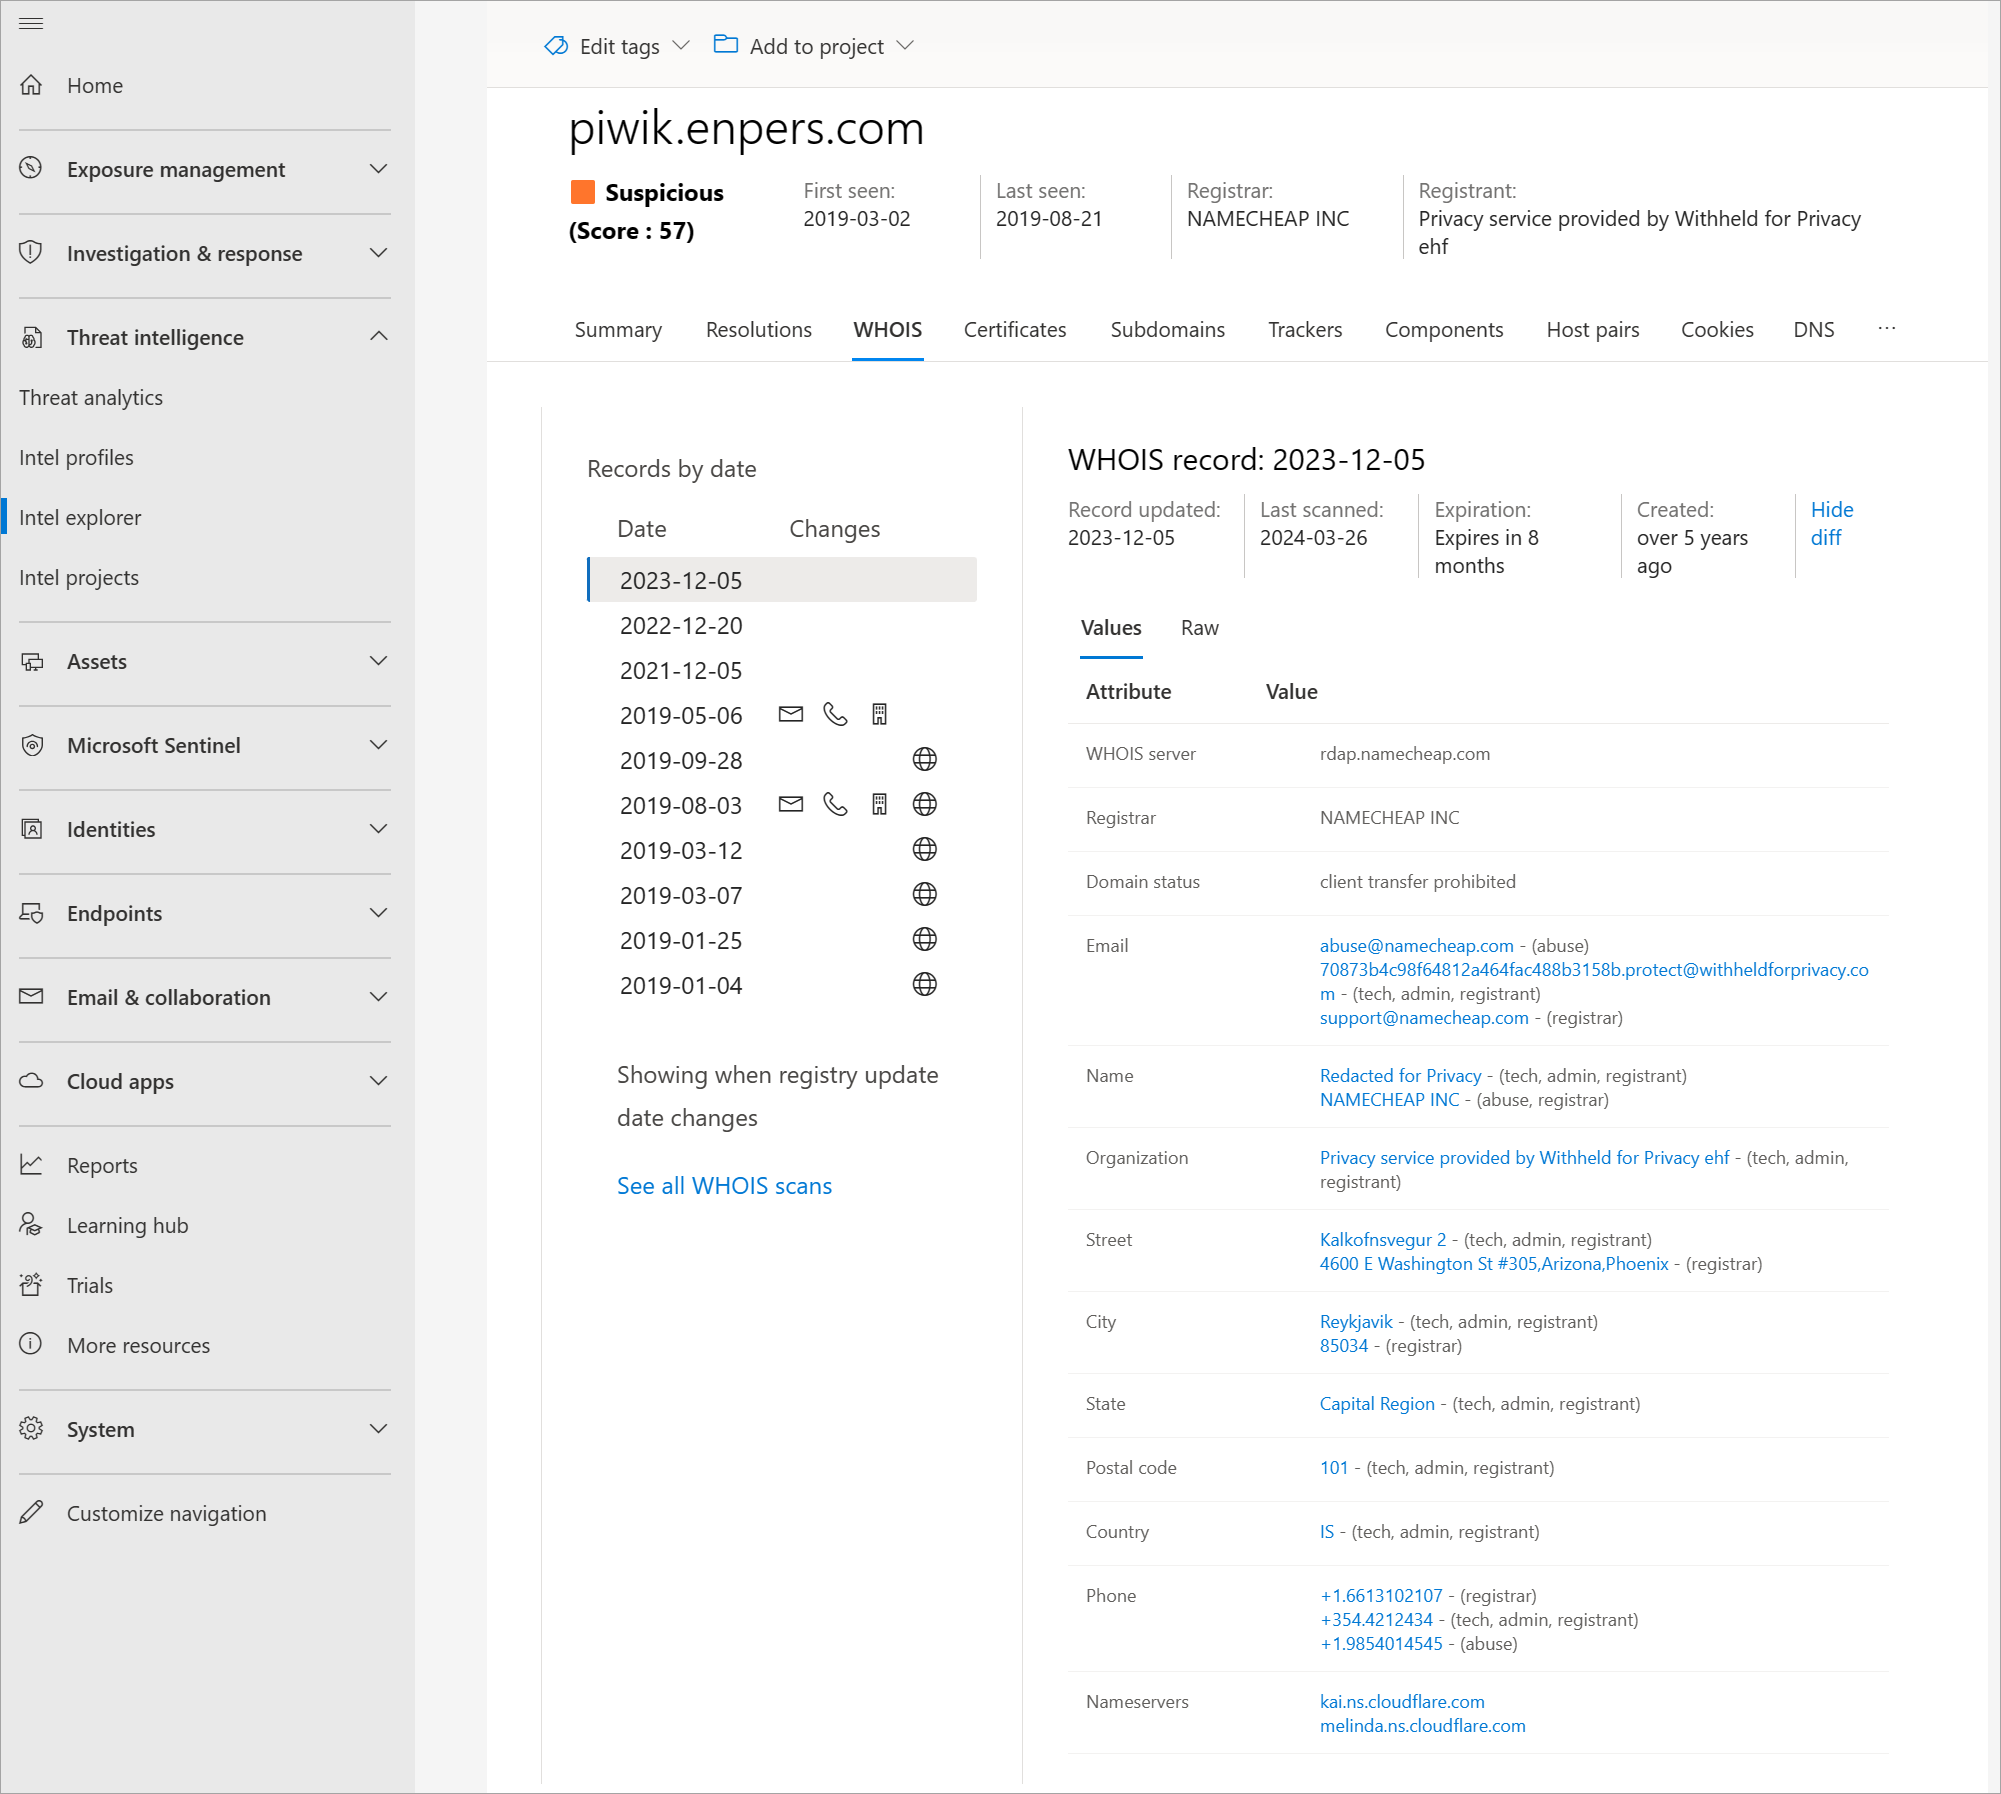 Home
Exposure management
Investigation & response
Threat intelligence
Threat analytics
Intel profiles
Intel explorer
Intel projects
Assets
Microsoft Sentinel
Identities
Endpoints
Email & collaboration
Cloud apps
Reports
Learning hub
Trials
More resources
System
Customize navigation
Edit tags
Add to project
piwik.enpers.com
Suspicious
(Score : 57)
First seen:
2019-03-02
Last seen:
2019-08-21
Registrar:
NAMECHEAP INC
Registrant:
Privacy service provided by Withheld for Privacy
ehf
Summary Resolutions WHOIS Certificates Subdomains Trackers Components Host pairs Cookies DNS ...
Records by date
Date Changes
2023-12-05
2022-12-20
2021-12-05
2019-05-06
2019-09-28
2019-08-03
2019-03-12
2019-03-07
2019-01-25
2019-01-04
Showing when registry update
date changes
See all WHOIS scans
WHOIS record: 2023-12-05
Record updated:
2023-12-05
Last scanned:
2024-03-26
Expiration:
Expires in 8
months
Created:
over 5 years
ago
Hide
diff
Values Raw
Attribute Value
WHOIS server rdap.namecheap.com
Registrar NAMECHEAP INC
Domain status client transfer prohibited
Email abuse@namecheap.com - (abuse)
70873b4c98f64812a464fac488b3158b.protect@withheldforprivacy.co
m - (tech, admin, registrant)
support@namecheap.com - (registrar)
Name Redacted for Privacy - (tech, admin, registrant)
NAMECHEAP INC - (abuse, registrar)
Organization Privacy service provided by Withheld for Privacy ehf - (tech, admin,
registrant)
Street Kalkofnsvegur 2 - (tech, admin, registrant)
4600 E Washington St #305,Arizona,Phoenix - (registrar)
City Reykjavik - (tech, admin, registrant)
85034 - (registrar)
State Capital Region - (tech, admin, registrant)
Postal code 101 - (tech, admin, registrant)
Country IS - (tech, admin, registrant)
Phone +1.6613102107 - (registrar)
+354.4212434 - (tech, admin, registrant)
+1.9854014545 - (abuse)
Nameservers kai.ns.cloudflare.com
melinda.ns.cloudflare.com